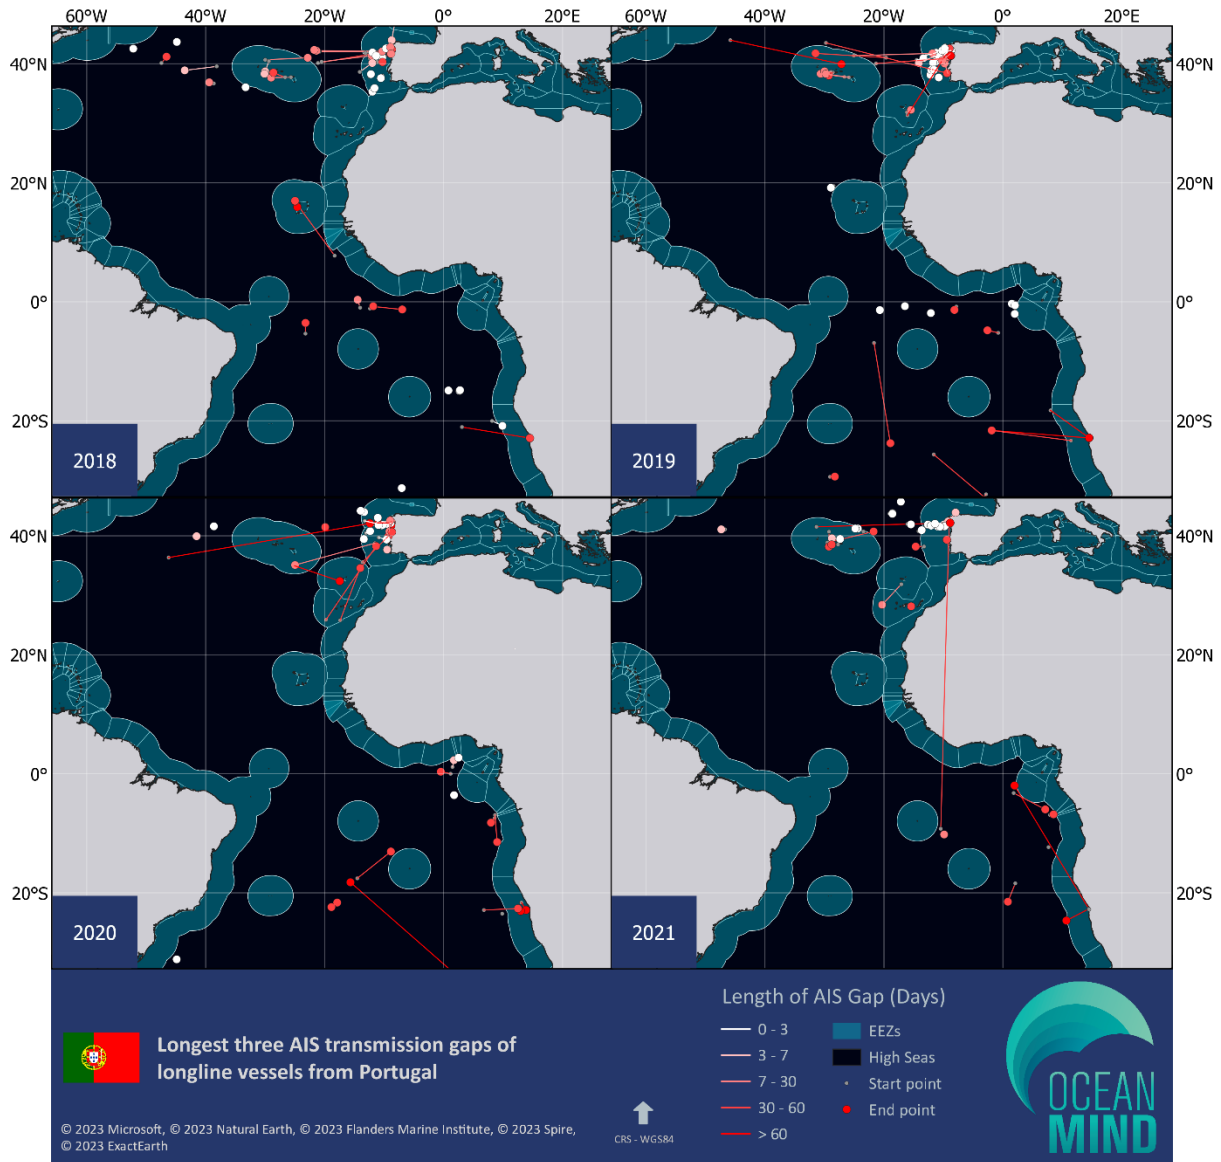 60°W 40°W 20°W 0° 20°E 60°W 40°W 20°W 0° 20°E
40°N 40°N
20°N 20°N
0° 0°
20°S 20°S
2018 2019
40°N 40°N
20°N 20°N
0° 0°
20°S 20°S
2020 2021
Longest three AIS transmission gaps of
longline vessels from Portugal
© 2023 Microsoft, © 2023 Natural Earth, © 2023 Flanders Marine Institute, © 2023 Spire,
© 2023 ExactEarth
CRS - WGS84
Length of AIS Gap (Days)
0 - 3
3 - 7
7 - 30
30 - 60
> 60
EEZs
High Seas
Start point
End point
OCEAN
MIND